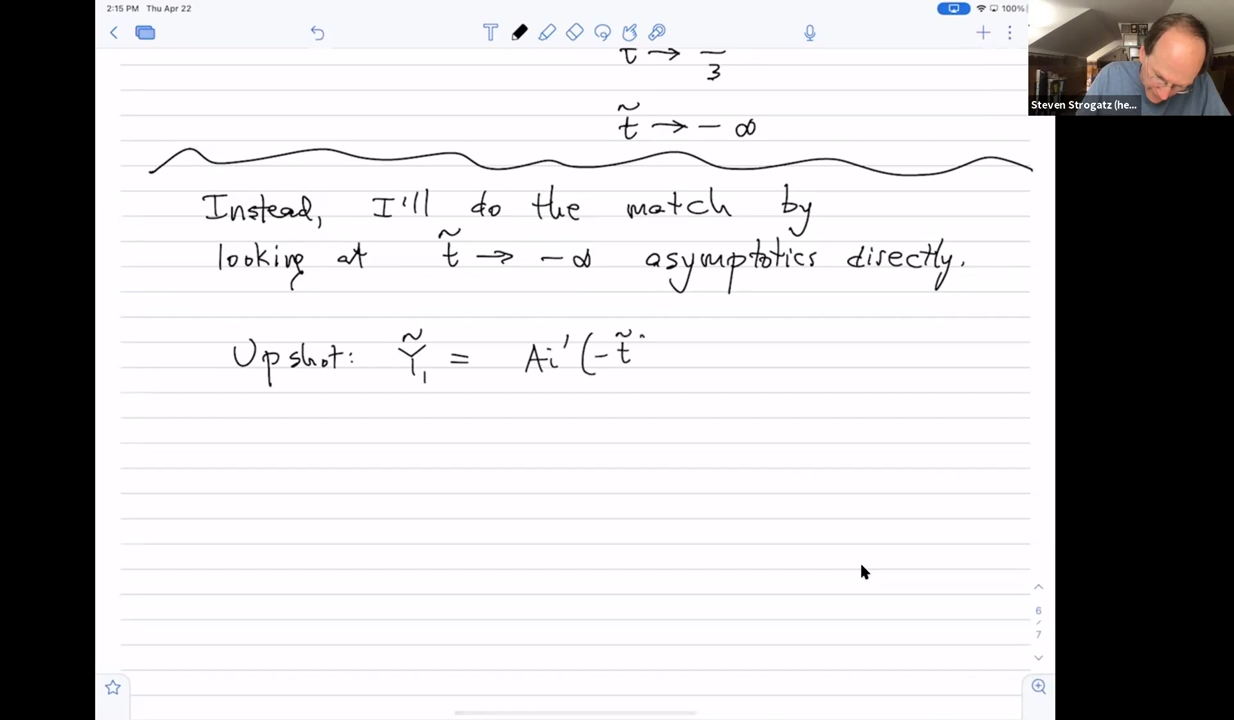 2:15 PM Thu Apr 22
100%
τ → — 3
t̃ → - ∞
Instead, I'll do the match by
looking at t̃ → - ∞ asymptotics directly.
Upshot: Ỹ₁ = Ai'(-t̃
Steven Strogatz (he...
6
/
7